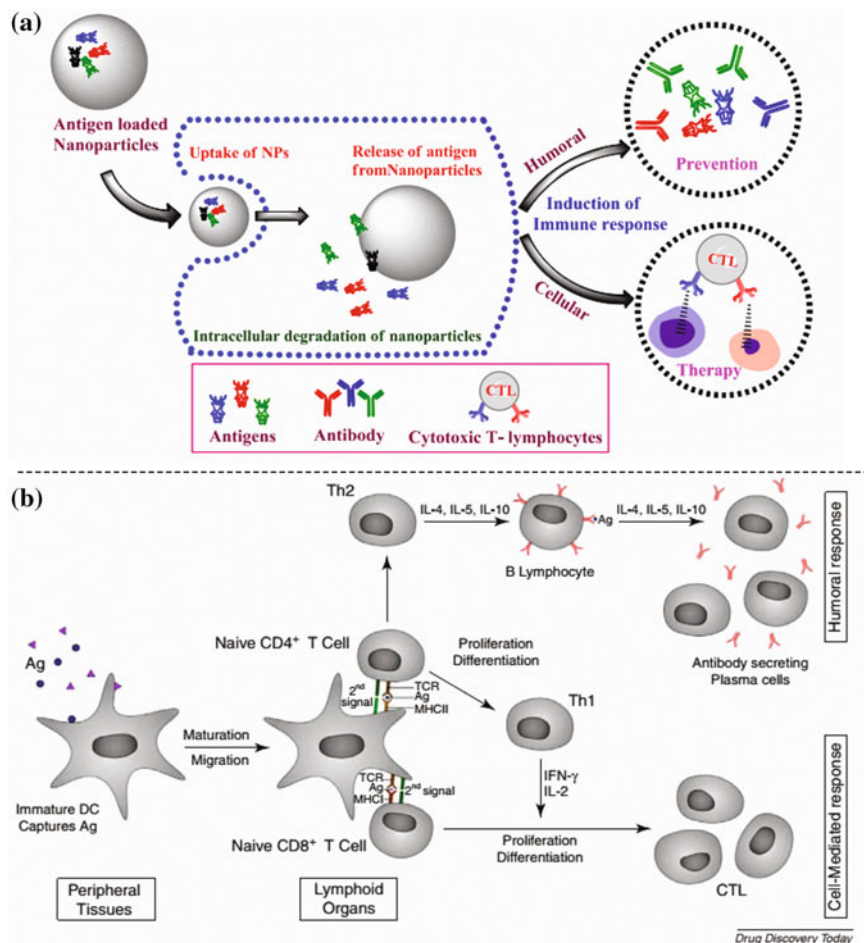 (a)
Antigen loaded
Nanoparticles
Uptake of NPs
Release of antigen
fromNanoparticles
Intracellular degradation of nanoparticles
Humoral
Induction of
Immune response
Cellular
Prevention
CTL
Therapy
CTL
Antigens
Antibody
Cytotoxic T- lymphocytes
(b)
Th2
IL-4, IL-5, IL-10
Ag
IL-4, IL-5, IL-10
B Lymphocyte
Antibody secreting
Plasma cells
Humoral response
Ag
Naive CD4+ T Cell
Proliferation
Differentiation
2nd
signal
TCR
Ag
MHCII
Th1
Maturation
Migration
IFN-γ
IL-2
TCR
Ag
MHCI
2nd signal
Immature DC
Captures Ag
Naive CD8+ T Cell
Proliferation
Differentiation
CTL
Cell-Mediated response
Peripheral
Tissues
Lymphoid
Organs
Drug Discovery Today